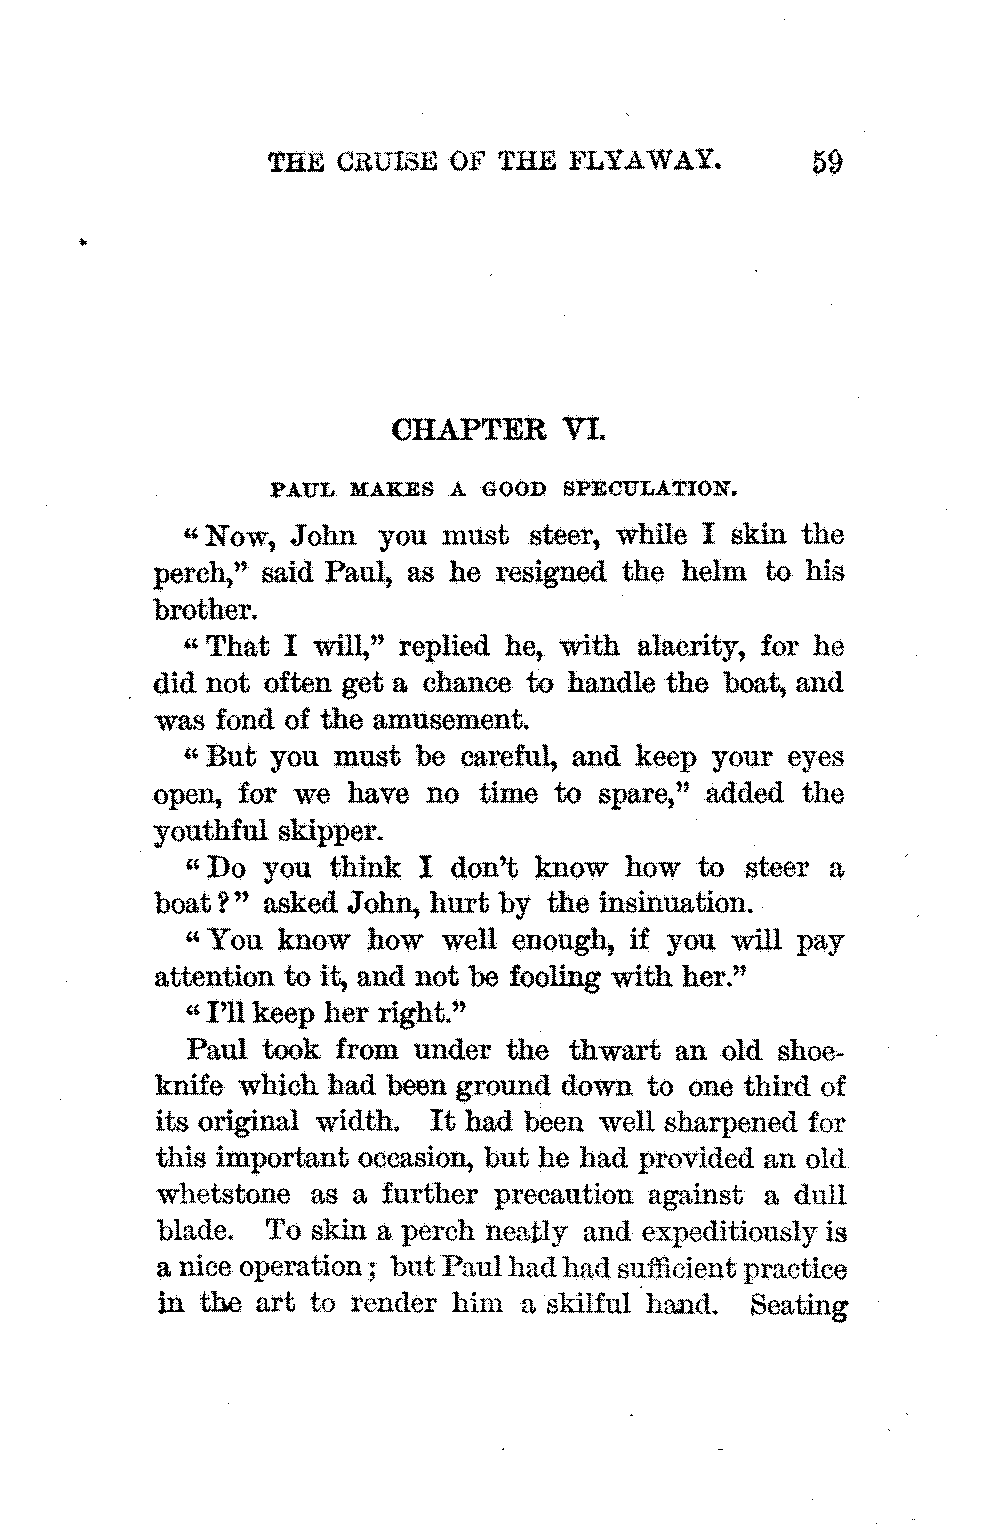 THE CRUISE OF THE FLYAWAY. 59
CHAPTER VI.
PAUL MAKES A GOOD SPECULATION.
“Now, John you must steer, while I skin the
perch,” said Paul, as he resigned the helm to his
brother.
“That I will,” replied he, with alacrity, for he
did not often get a chance to handle the boat, and
was fond of the amusement.
“But you must be careful, and keep your eyes
open, for we have no time to spare,” added the
youthful skipper.
“Do you think I don’t know how to steer a
boat?” asked John, hurt by the insinuation.
“You know how well enough, if you will pay
attention to it, and not be fooling with her.”
“I’ll keep her right.”
Paul took from under the thwart an old shoe-
knife which had been ground down to one third of
its original width. It had been well sharpened for
this important occasion, but he had provided an old
whetstone as a further precaution against a dull
blade. To skin a perch neatly and expeditiously is
a nice operation; but Paul had had sufficient practice
in the art to render him a skilful hand. Seating